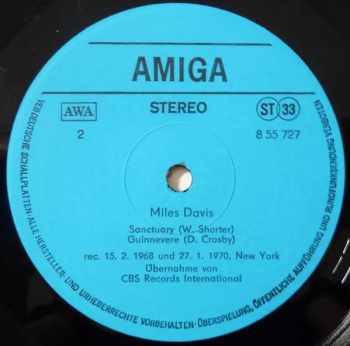 AMIGA
AWA
STEREO
ST 33
2
8 55 727
Miles Davis
Sanctuary (W. Shorter)
Guinnevere (D. Crosby)
rec. 15. 2. 1968 und 27. 1. 1970, New York
Übernahme von
CBS Records International
VEB DEUTSCHE SCHALLPLATTEN · ALLE HERSTELLER- UND URHEBERRECHTE VORBEHALTEN · ÜBERSPIELUNG, ÖFFENTLICHE AUFFÜHRUNG UND RUNDFUNKSENDUNG VERBOTEN